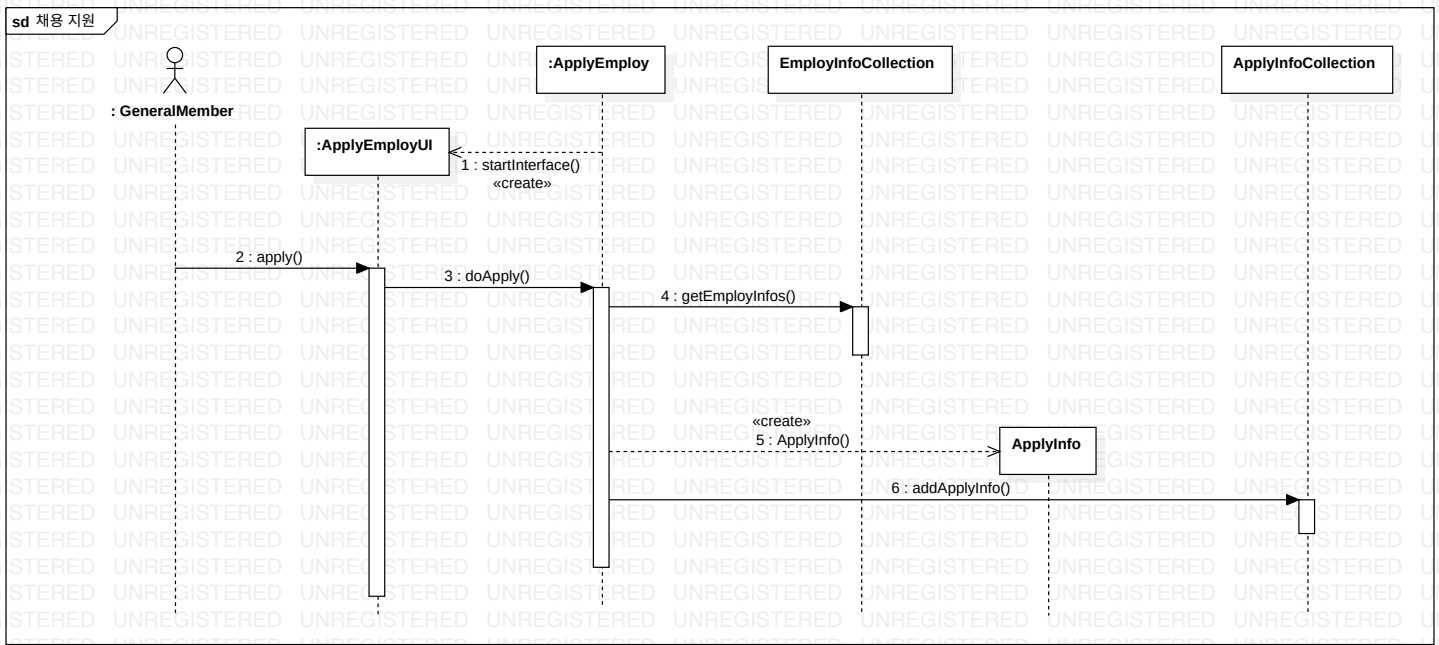 sd 채용 지원
: GeneralMember
:ApplyEmploy
EmployInfoCollection
ApplyInfoCollection
:ApplyEmployUI
1 : startInterface()
«create»
2 : apply()
3 : doApply()
4 : getEmployInfos()
«create»
5 : ApplyInfo()
ApplyInfo
6 : addApplyInfo()
UNREGISTERED